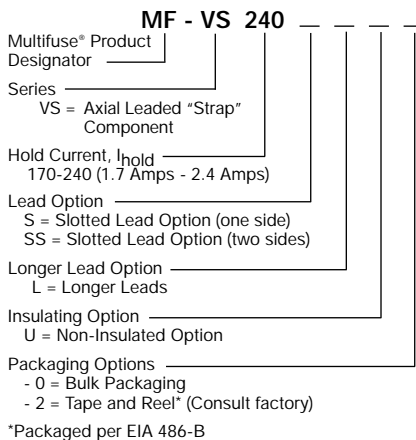 MF - VS 240 _ _ _ _
Multifuse® Product
Designator
Series
VS = Axial Leaded “Strap”
Component
Hold Current, Ihold
170-240 (1.7 Amps - 2.4 Amps)
Lead Option
S = Slotted Lead Option (one side)
SS = Slotted Lead Option (two sides)
Longer Lead Option
L = Longer Leads
Insulating Option
U = Non-Insulated Option
Packaging Options
- 0 = Bulk Packaging
- 2 = Tape and Reel* (Consult factory)
*Packaged per EIA 486-B